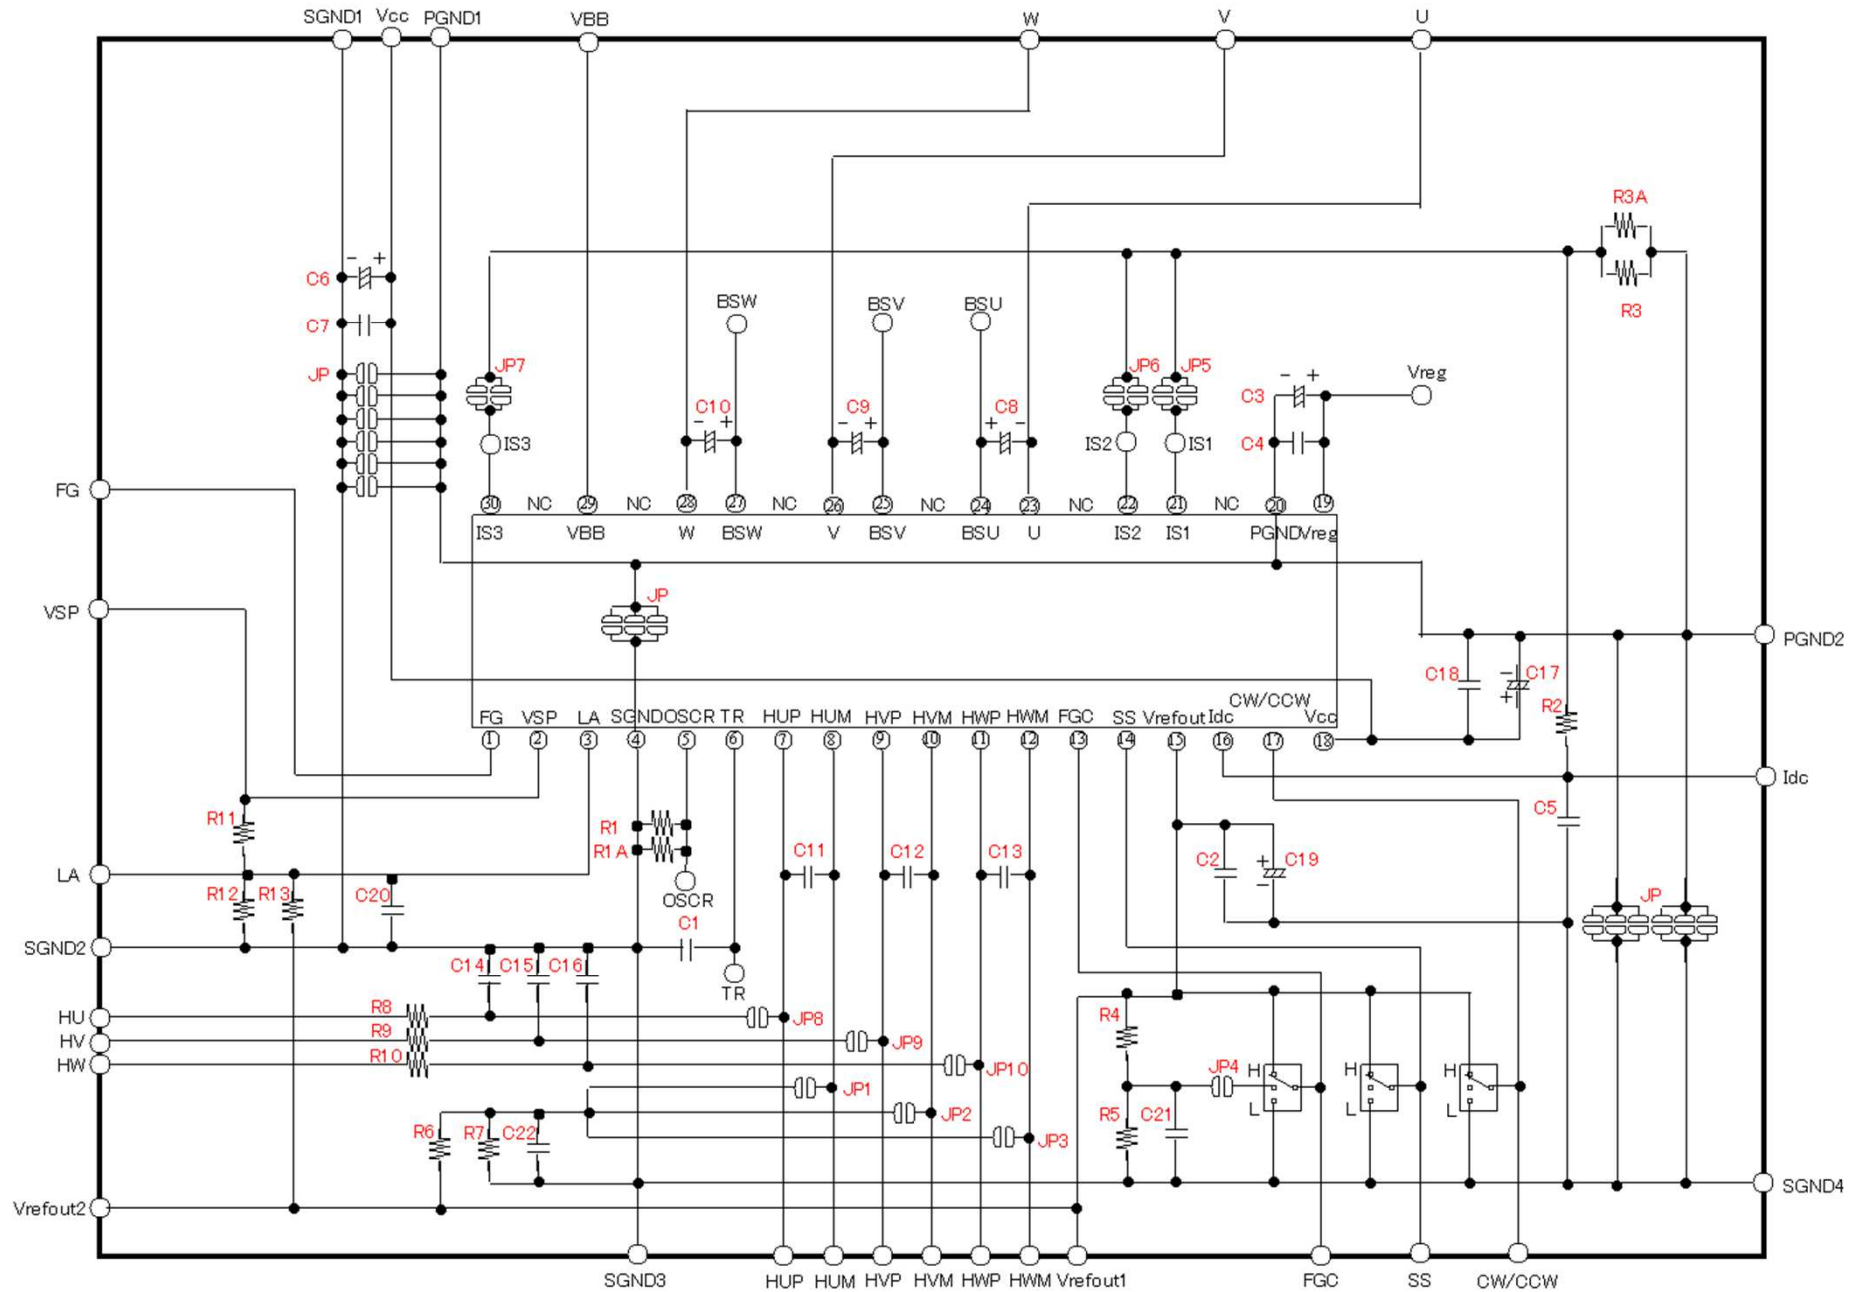 SGND1 Vcc PGND1 VBB W V U
R3A
C6
BSW BSV BSU
R3
C7
JP JP7 JP6 JP5 Vreg
C3
C10 C9 C8
IS3 IS2 IS1 C4
FG
30 NC 29 NC 28 27 NC 26 25 NC 24 23 NC 22 21 NC 20 19
IS3 VBB W BSW V BSV BSU U IS2 IS1 PGND Vreg
JP
VSP
PGND2
C18 C17
CW/CCW
R2
FG VSP LA SGND OSCR TR HUP HUM HVP HVM HWP HWM FGC SS Vrefout Idc Vcc
1 2 3 4 5 6 7 8 9 10 11 12 13 14 15 16 17 18
Idc
R11 R1 C5
R1A C11 C12 C13 C2 C19
LA
R12 R13 C20 OSCR JP
C1
SGND2
C14 C15 C16
TR
HU R8 JP8 R4
HV R9 JP9
HW R10 JP10 JP4 H H H
JP1
R6 R7 C22 JP2 R5 C21 L L L
JP3
SGND4
Vrefout2
SGND3 HUP HUM HVP HVM HWP HWM Vrefout1 FGC SS CW/CCW